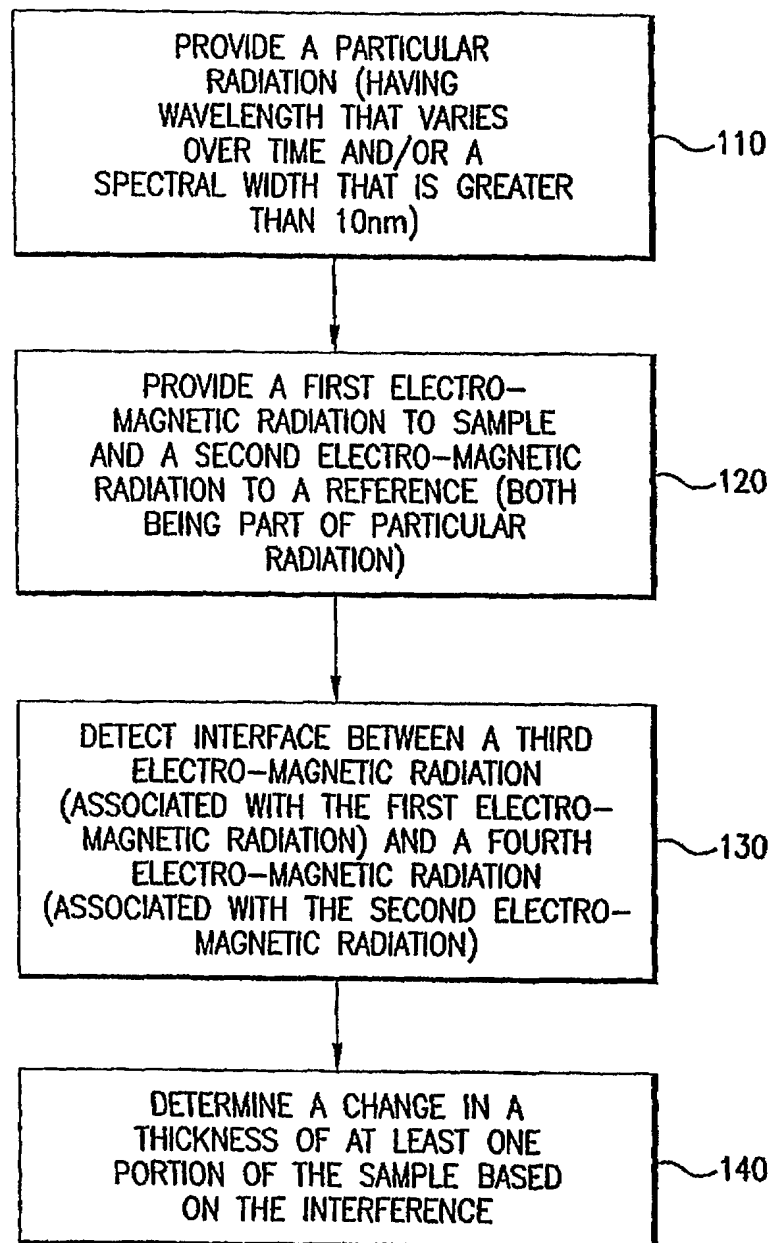 PROVIDE A PARTICULAR
RADIATION (HAVING
WAVELENGTH THAT VARIES
OVER TIME AND/OR A
SPECTRAL WIDTH THAT IS GREATER
THAN 10nm)
110
PROVIDE A FIRST ELECTRO-
MAGNETIC RADIATION TO SAMPLE
AND A SECOND ELECTRO-MAGNETIC
RADIATION TO A REFERENCE (BOTH
BEING PART OF PARTICULAR
RADIATION)
120
DETECT INTERFACE BETWEEN A THIRD
ELECTRO-MAGNETIC RADIATION
(ASSOCIATED WITH THE FIRST ELECTRO-
MAGNETIC RADIATION) AND A FOURTH
ELECTRO-MAGNETIC RADIATION
(ASSOCIATED WITH THE SECOND ELECTRO-
MAGNETIC RADIATION)
130
DETERMINE A CHANGE IN A
THICKNESS OF AT LEAST ONE
PORTION OF THE SAMPLE BASED
ON THE INTERFERENCE
140